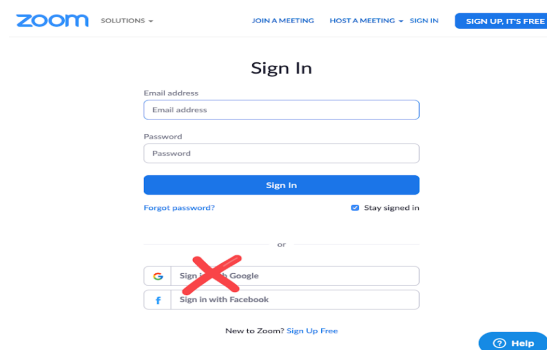 zoom SOLUTIONS JOIN A MEETING HOST A MEETING SIGN IN SIGN UP, IT'S FREE
Sign In
Email address
Email address
Password
Password
Sign In
Forgot password? Stay signed in
or
G Sign in with Google
f Sign in with Facebook
New to Zoom? Sign Up Free
? Help